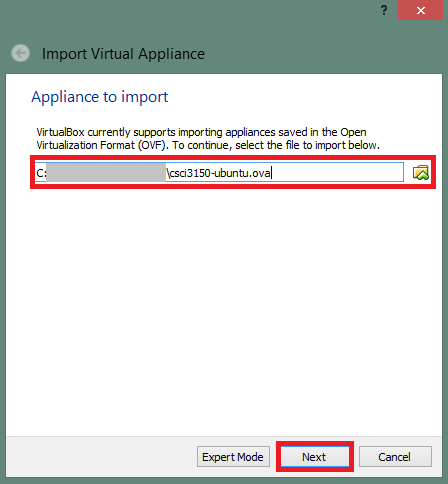 ?
Import Virtual Appliance
Appliance to import
VirtualBox currently supports importing appliances saved in the Open
Virtualization Format (OVF). To continue, select the file to import below.
C: \csci3150-ubuntu.ova
Expert Mode Next Cancel